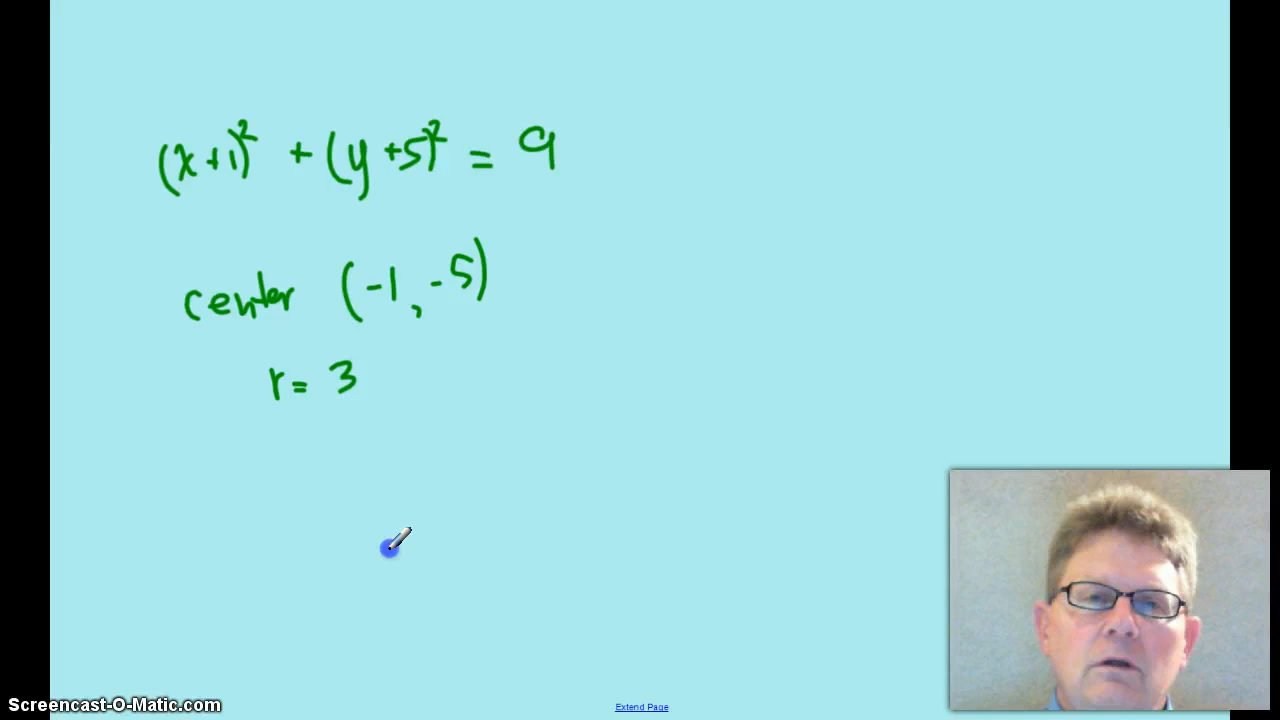 (x+1)² + (y+5)² = 9
center (-1, -5)
r = 3
Extend Page
Screencast-O-Matic.com